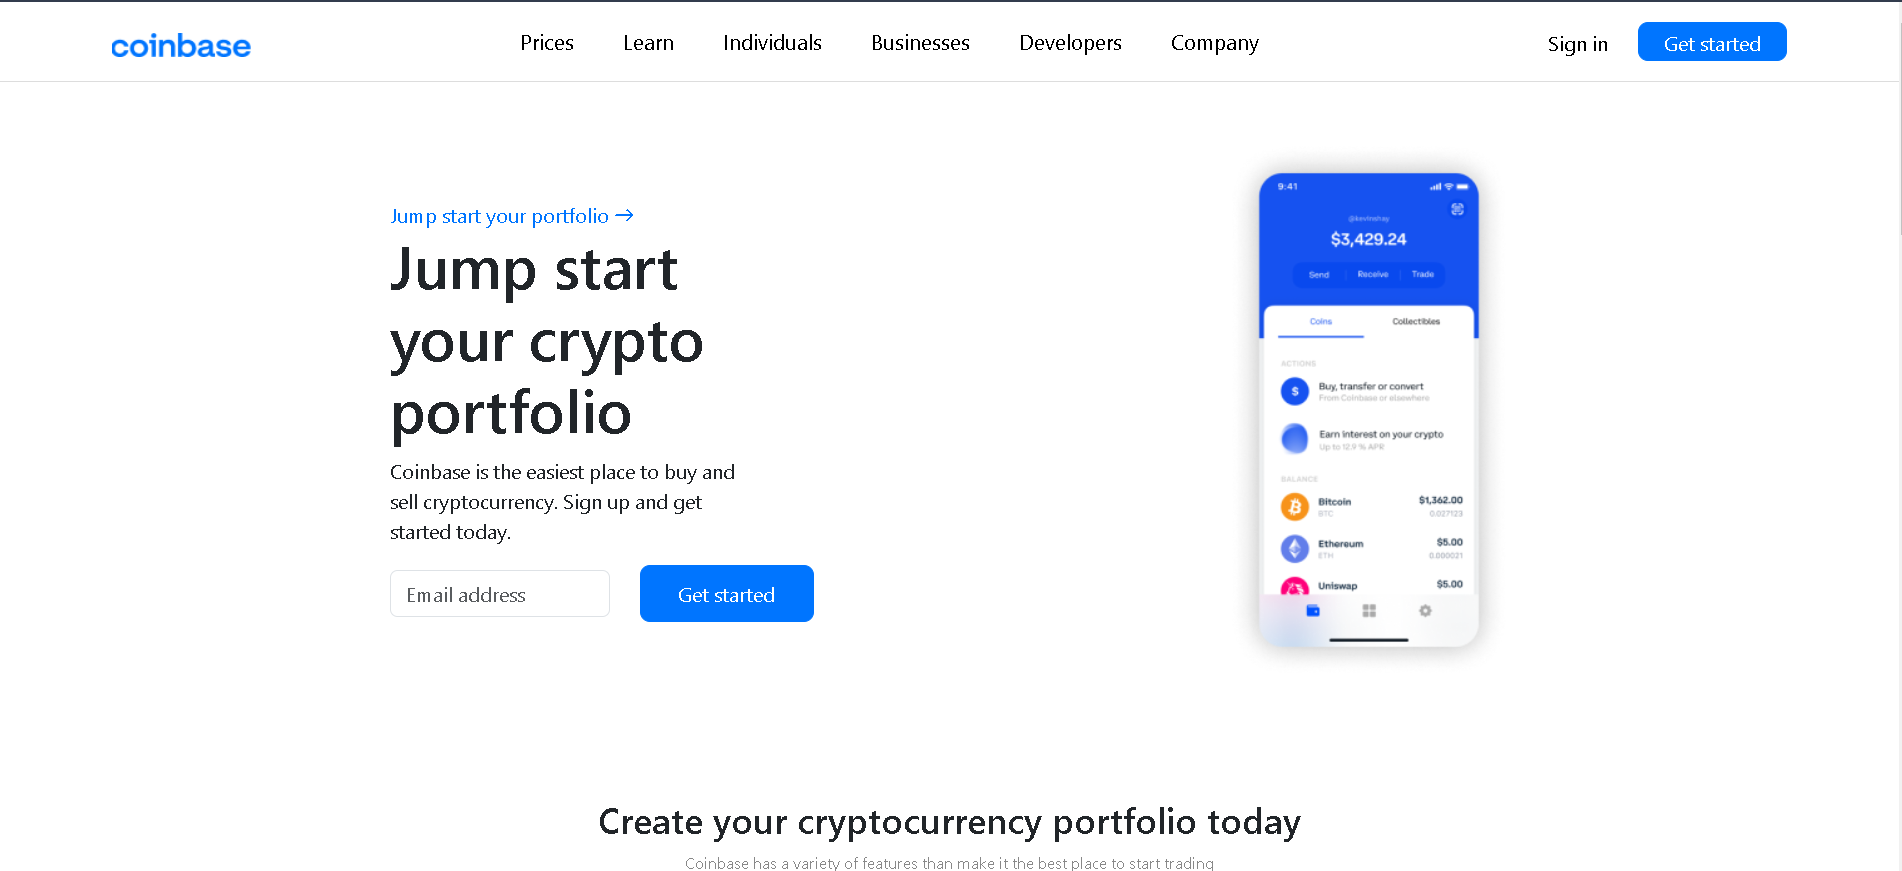 coinbase
Prices Learn Individuals Businesses Developers Company
Sign in Get started
Jump start your portfolio →
Jump start
your crypto
portfolio
Coinbase is the easiest place to buy and
sell cryptocurrency. Sign up and get
started today.
Email address Get started
9:41
@kevinshay
$3,429.24
Send Receive Trade
Coins Collectibles
ACTIONS
$ Buy, transfer or convert
From Coinbase or elsewhere
Earn interest on your crypto
Up to 12.9 % APR
BALANCE
Bitcoin $1,362.00
BTC 0.027123
Ethereum $5.00
ETH 0.000021
Uniswap $5.00
Create your cryptocurrency portfolio today
Coinbase has a variety of features than make it the best place to start trading